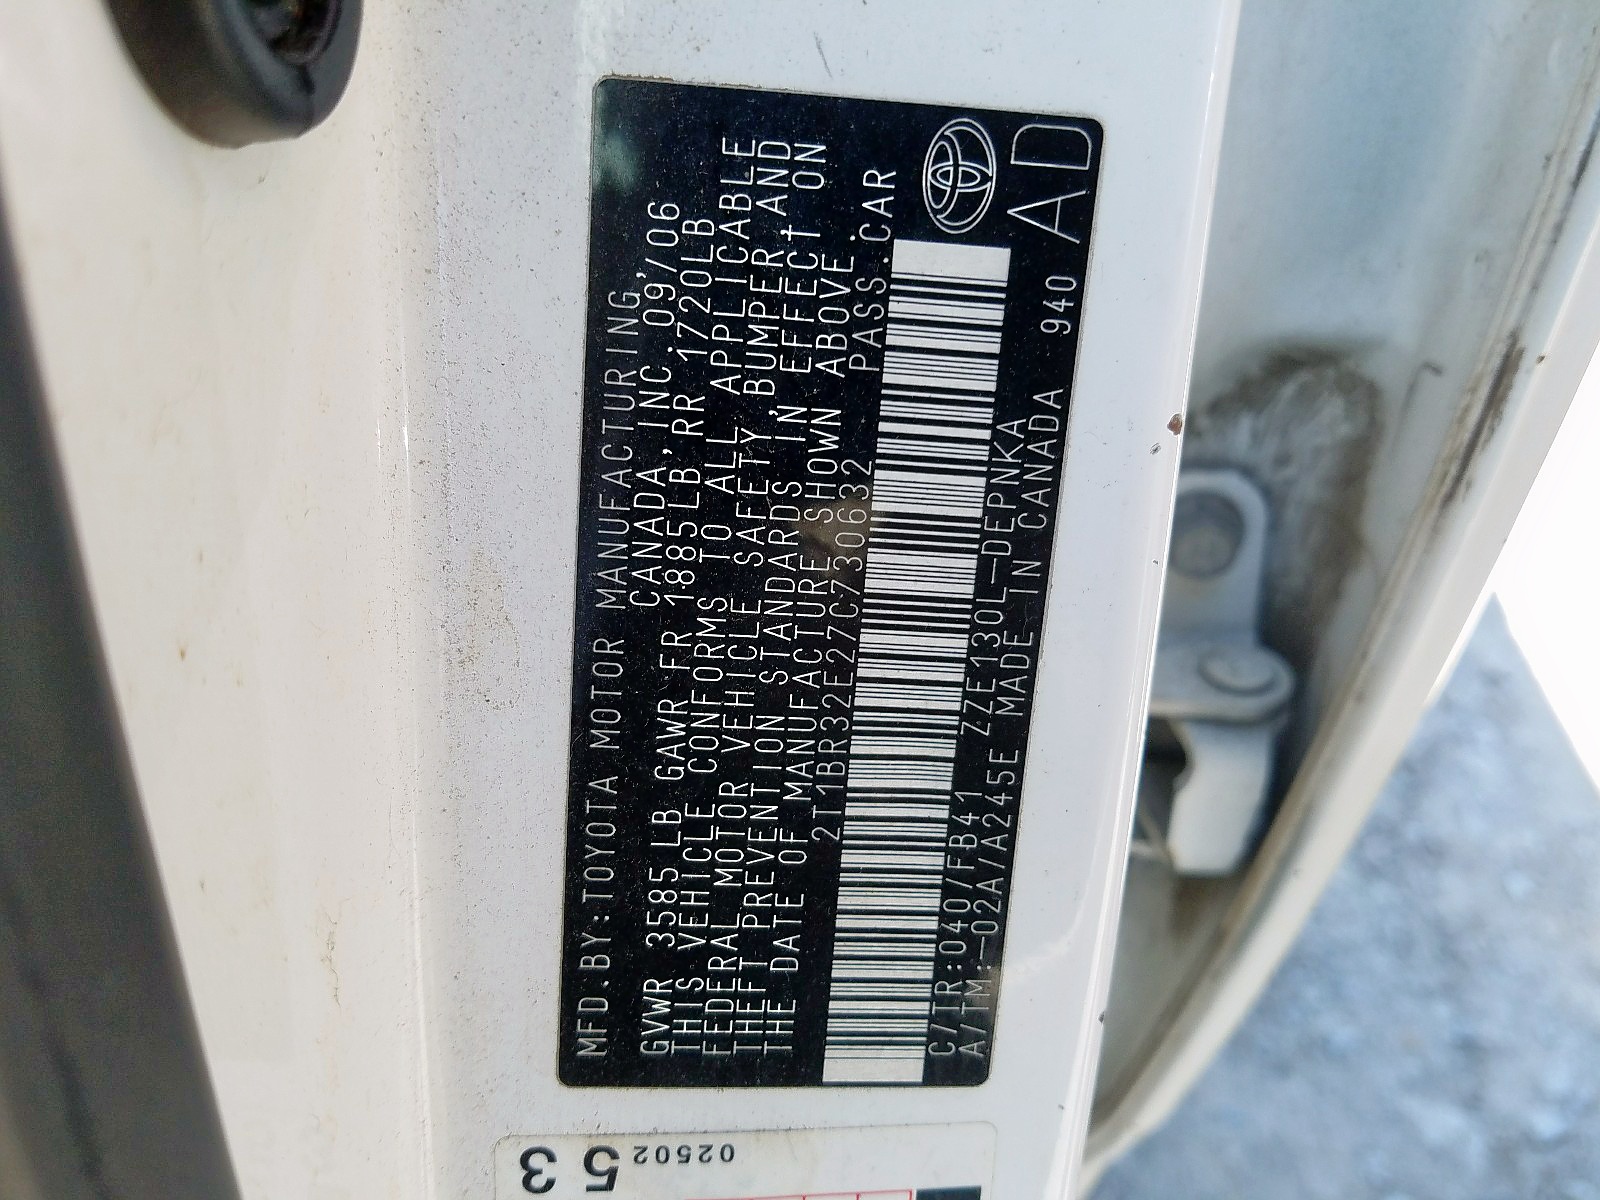 MFD.BY:TOYOTA MOTOR MANUFACTURING,
CANADA, INC.09/06
GVWR 3585 LB GAWR FR 1885LB, RR 1720LB
THIS VEHICLE CONFORMS TO ALL APPLICABLE
FEDERAL MOTOR VEHICLE SAFETY,BUMPER,AND
THEFT PREVENTION STANDARDS IN EFFECT ON
THE DATE OF MANUFACTURE SHOWN ABOVE.
2T1BR32E27C730632 PASS.CAR
C/TR:040/FB41 ZZE130L-DEPNKA
A/TM:-02A/A245E MADE IN CANADA 940
AD
02502
53